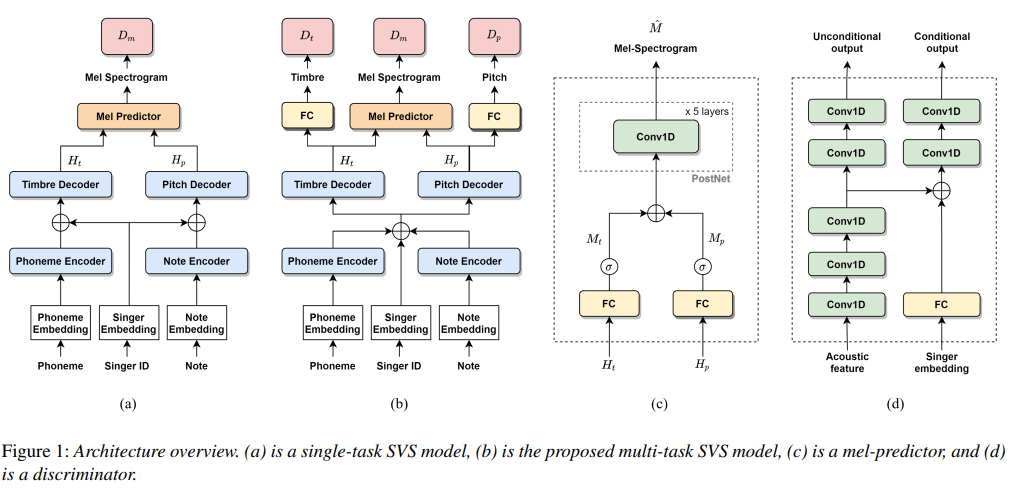 D_m
Mel Spectrogram
Mel Predictor
H_t
H_p
Timbre Decoder
Pitch Decoder
Phoneme Encoder
Note Encoder
Phoneme
Embedding
Singer
Embedding
Note
Embedding
Phoneme
Singer ID
Note
(a)
D_t
D_m
D_p
Timbre
Mel Spectrogram
Pitch
FC
Mel Predictor
FC
H_t
H_p
Timbre Decoder
Pitch Decoder
Phoneme Encoder
Note Encoder
Phoneme
Embedding
Singer
Embedding
Note
Embedding
Phoneme
Singer ID
Note
(b)
M̂
Mel-Spectrogram
x 5 layers
Conv1D
PostNet
M_t
M_p
σ
σ
FC
FC
H_t
H_p
(c)
Unconditional
output
Conditional
output
Conv1D
Conv1D
Conv1D
Conv1D
Conv1D
Conv1D
Conv1D
FC
Acoustic
feature
Singer
embedding
(d)
Figure 1: Architecture overview. (a) is a single-task SVS model, (b) is the proposed multi-task SVS model, (c) is a mel-predictor, and (d)
is a discriminator.